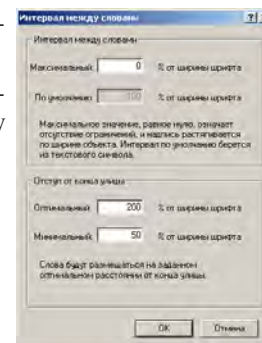 Интервал между словами
Интервал между словами
Максимальный: 0 % от ширины шрифта
По умолчанию: 100 % от ширины шрифта
Максимальное значение, равное нулю, означает
отсутствие ограничений, и надпись растягивается
по ширине объекта. Интервал по умолчанию берется
из текстового символа.
Отступ от конца улицы
Оптимальный: 200 % от ширины шрифта
Минимальный: 50 % от ширины шрифта
Слова будут размещаться на заданном
оптимальном расстоянии от конца улицы.
OK Отмена